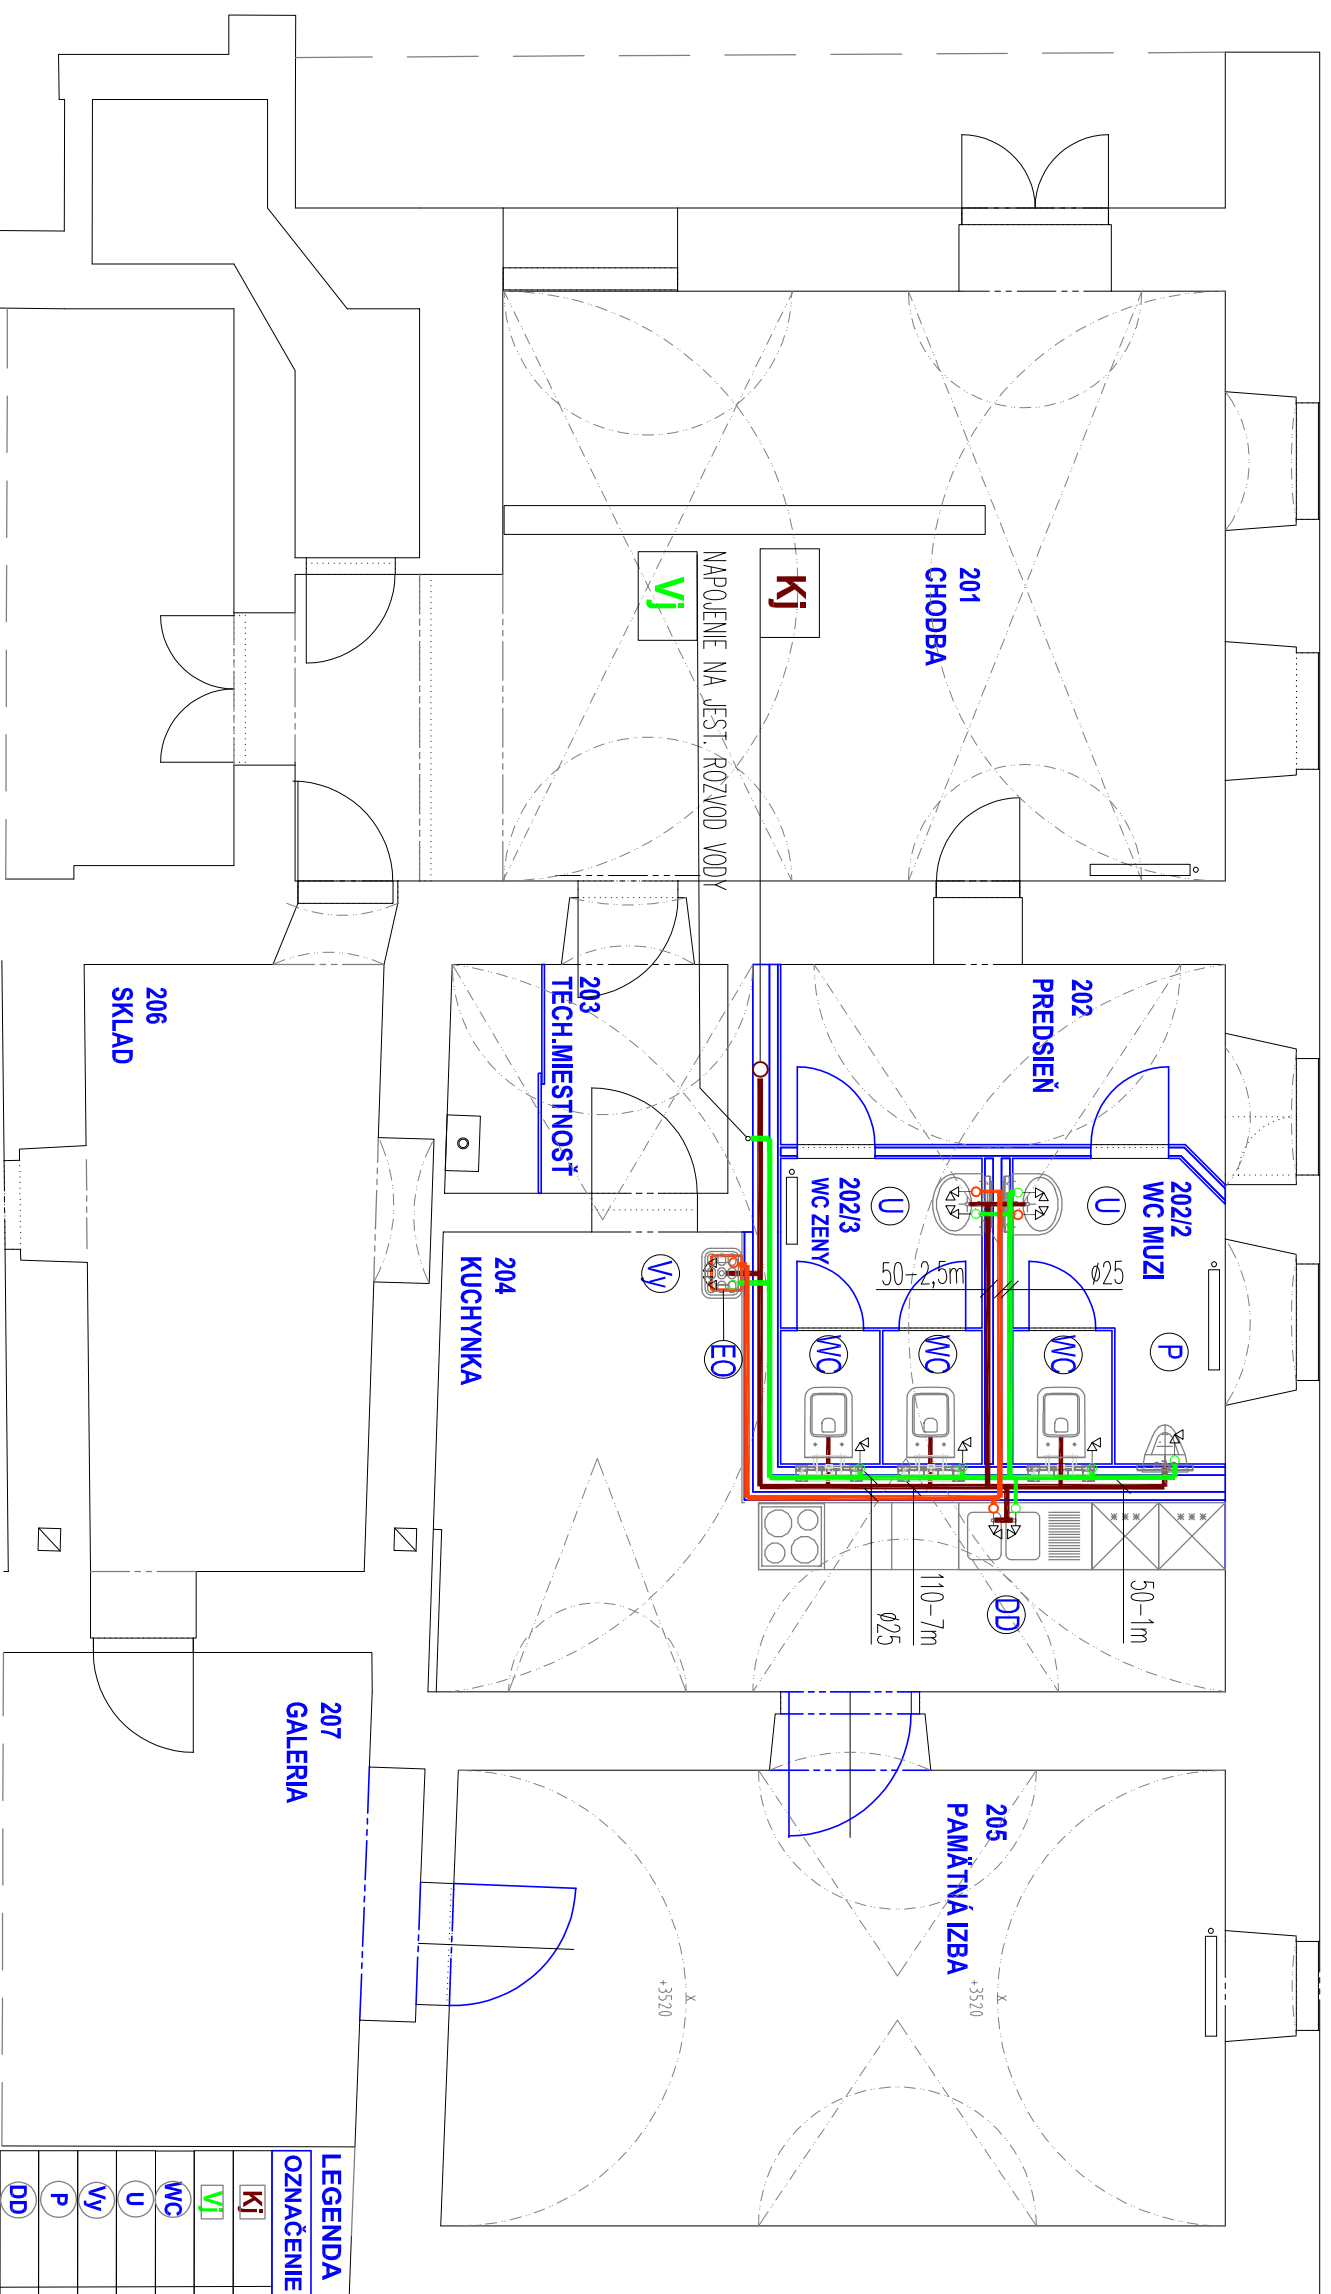 201
CHODBA
Kj
NAPOJENIE NA JEST. ROZVOD VODY
Vj
202
PREDSIEŇ
202/2
WC MUZI
202/3
WC ZENY
203
TECH.MIESTNOSŤ
204
KUCHYNKA
206
SKLAD
U
U
P
WC
WC
WC
Vy
EO
DD
50-2,5m
ø25
50-1m
110-7m
ø25
205
PAMÄTNÁ IZBA
+3520
+3520
207
GALERIA
LEGENDA
OZNAČENIE
Kj
Vj
WC
U
Vy
P
DD